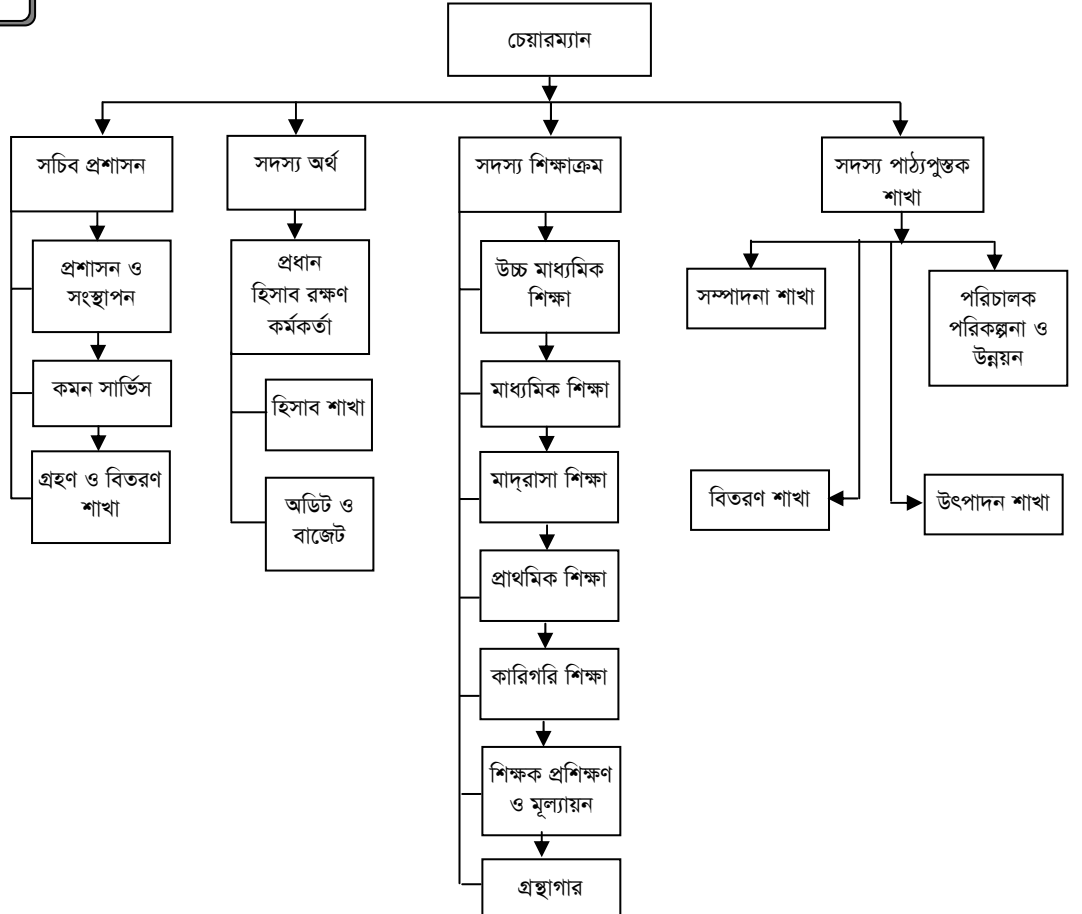 চেয়ারম্যান
সচিব প্রশাসন
সদস্য অর্থ
সদস্য শিক্ষাক্রম
সদস্য পাঠ্যপুস্তক
শাখা
প্রশাসন ও
সংস্থাপন
কমন সার্ভিস
গ্রহণ ও বিতরণ
শাখা
প্রধান
হিসাব রক্ষণ
কর্মকর্তা
হিসাব শাখা
অডিট ও
বাজেট
উচ্চ মাধ্যমিক
শিক্ষা
মাধ্যমিক শিক্ষা
মাদ্‌রাসা শিক্ষা
প্রাথমিক শিক্ষা
কারিগরি শিক্ষা
শিক্ষক প্রশিক্ষণ
ও মূল্যায়ন
গ্রন্থাগার
সম্পাদনা শাখা
পরিচালক
পরিকল্পনা ও
উন্নয়ন
বিতরণ শাখা
উৎপাদন শাখা